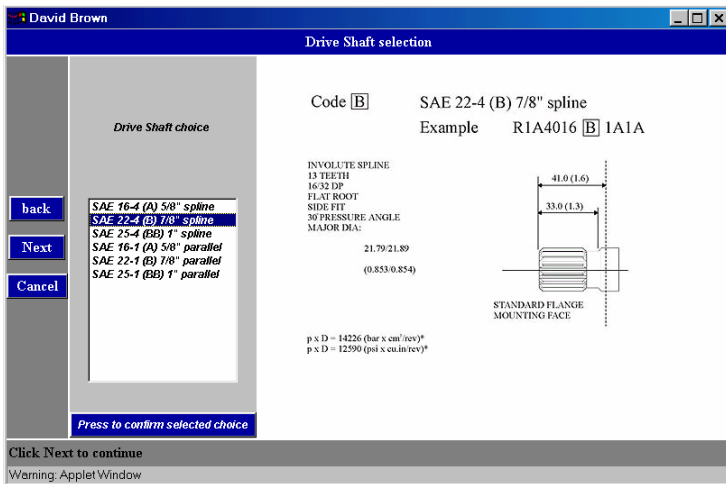 David Brown
Drive Shaft selection
Drive Shaft choice
back
Next
Cancel
SAE 16-4 (A) 5/8" spline
SAE 22-4 (B) 7/8" spline
SAE 25-4 (BB) 1" spline
SAE 16-1 (A) 5/8" parallel
SAE 22-1 (B) 7/8" parallel
SAE 25-1 (BB) 1" parallel
Press to confirm selected choice
Code B SAE 22-4 (B) 7/8" spline
Example R1A4016 B 1A1A
INVOLUTE SPLINE
13 TEETH
16/32 DP
FLAT ROOT
SIDE FIT
30° PRESSURE ANGLE
MAJOR DIA:
21.79/21.89
(0.853/0.854)
41.0 (1.6)
33.0 (1.3)
STANDARD FLANGE
MOUNTING FACE
p x D = 14226 (bar x cm³/rev)*
p x D = 12590 (psi x cu.in/rev)*
Click Next to continue
Warning: Applet Window